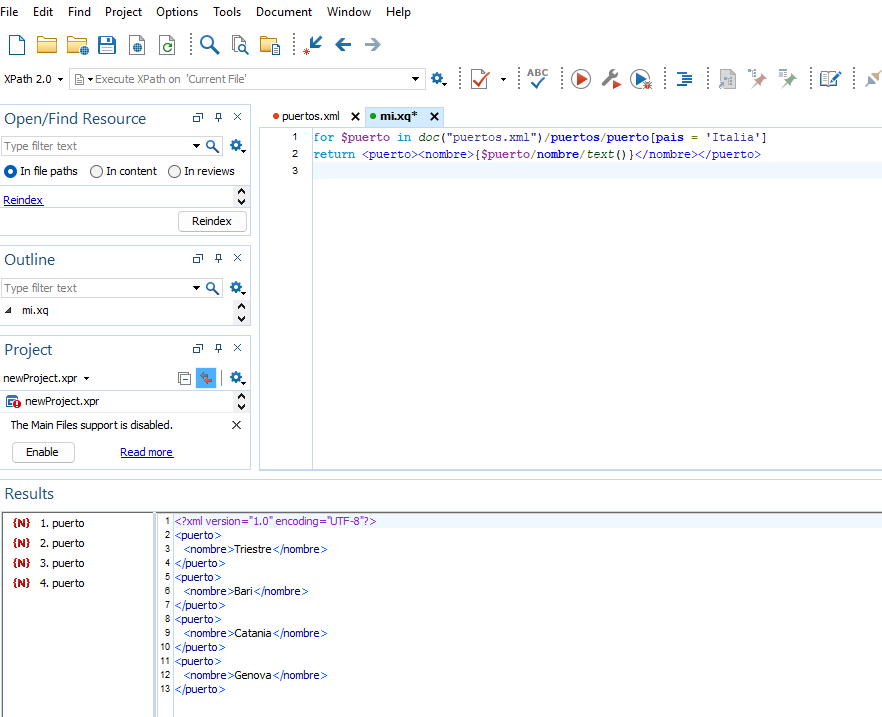 File Edit Find Project Options Tools Document Window Help
XPath 2.0 Execute XPath on 'Current File'
ABC
Open/Find Resource
Type filter text
In file paths In content In reviews
Reindex
Reindex
Outline
Type filter text
mi.xq
Project
newProject.xpr
newProject.xpr
The Main Files support is disabled.
Enable Read more
puertos.xml mi.xq*
1 for $puerto in doc("puertos.xml")/puertos/puerto[pais = 'Italia']
2 return <puerto><nombre>{$puerto/nombre/text()}</nombre></puerto>
3
Results
{N} 1. puerto
{N} 2. puerto
{N} 3. puerto
{N} 4. puerto
1 <?xml version="1.0" encoding="UTF-8"?>
2 <puerto>
3 <nombre>Triestre</nombre>
4 </puerto>
5 <puerto>
6 <nombre>Bari</nombre>
7 </puerto>
8 <puerto>
9 <nombre>Catania</nombre>
10 </puerto>
11 <puerto>
12 <nombre>Genova</nombre>
13 </puerto>